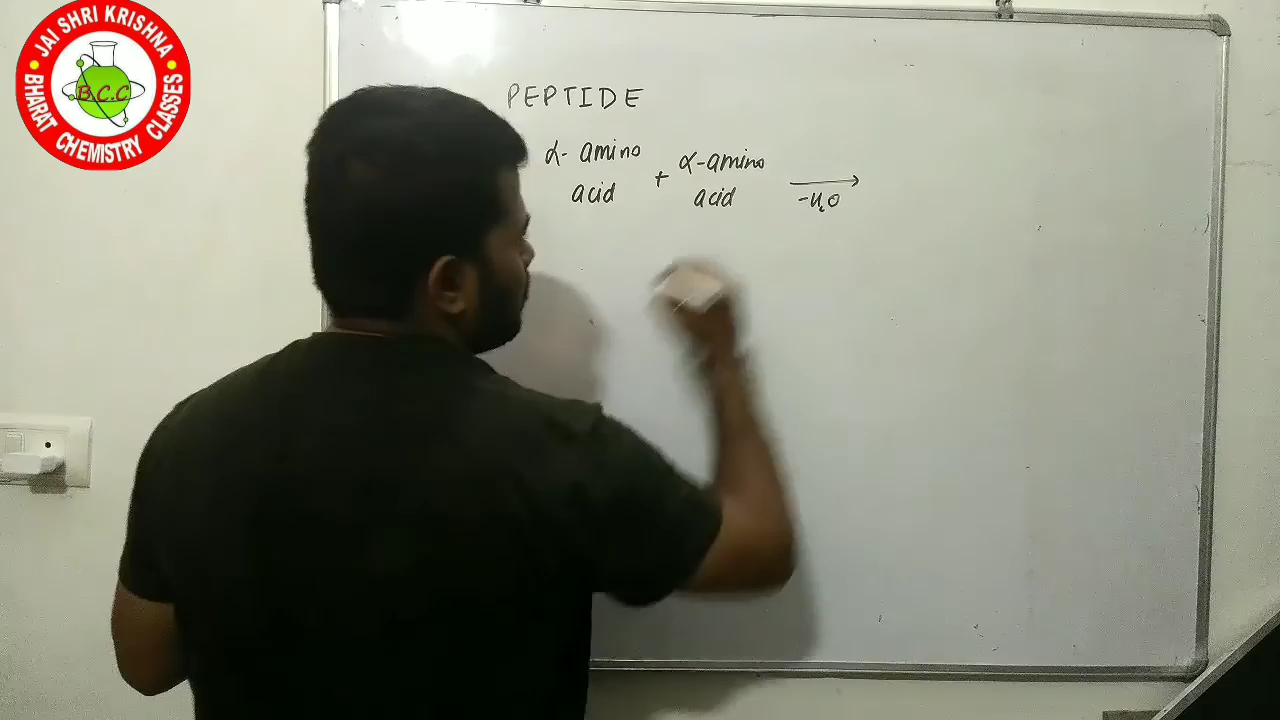 JAI SHRI KRISHNA
B.C.C
BHARAT CHEMISTRY CLASSES
PEPTIDE
α- amino acid + α-amino acid
-H₂O